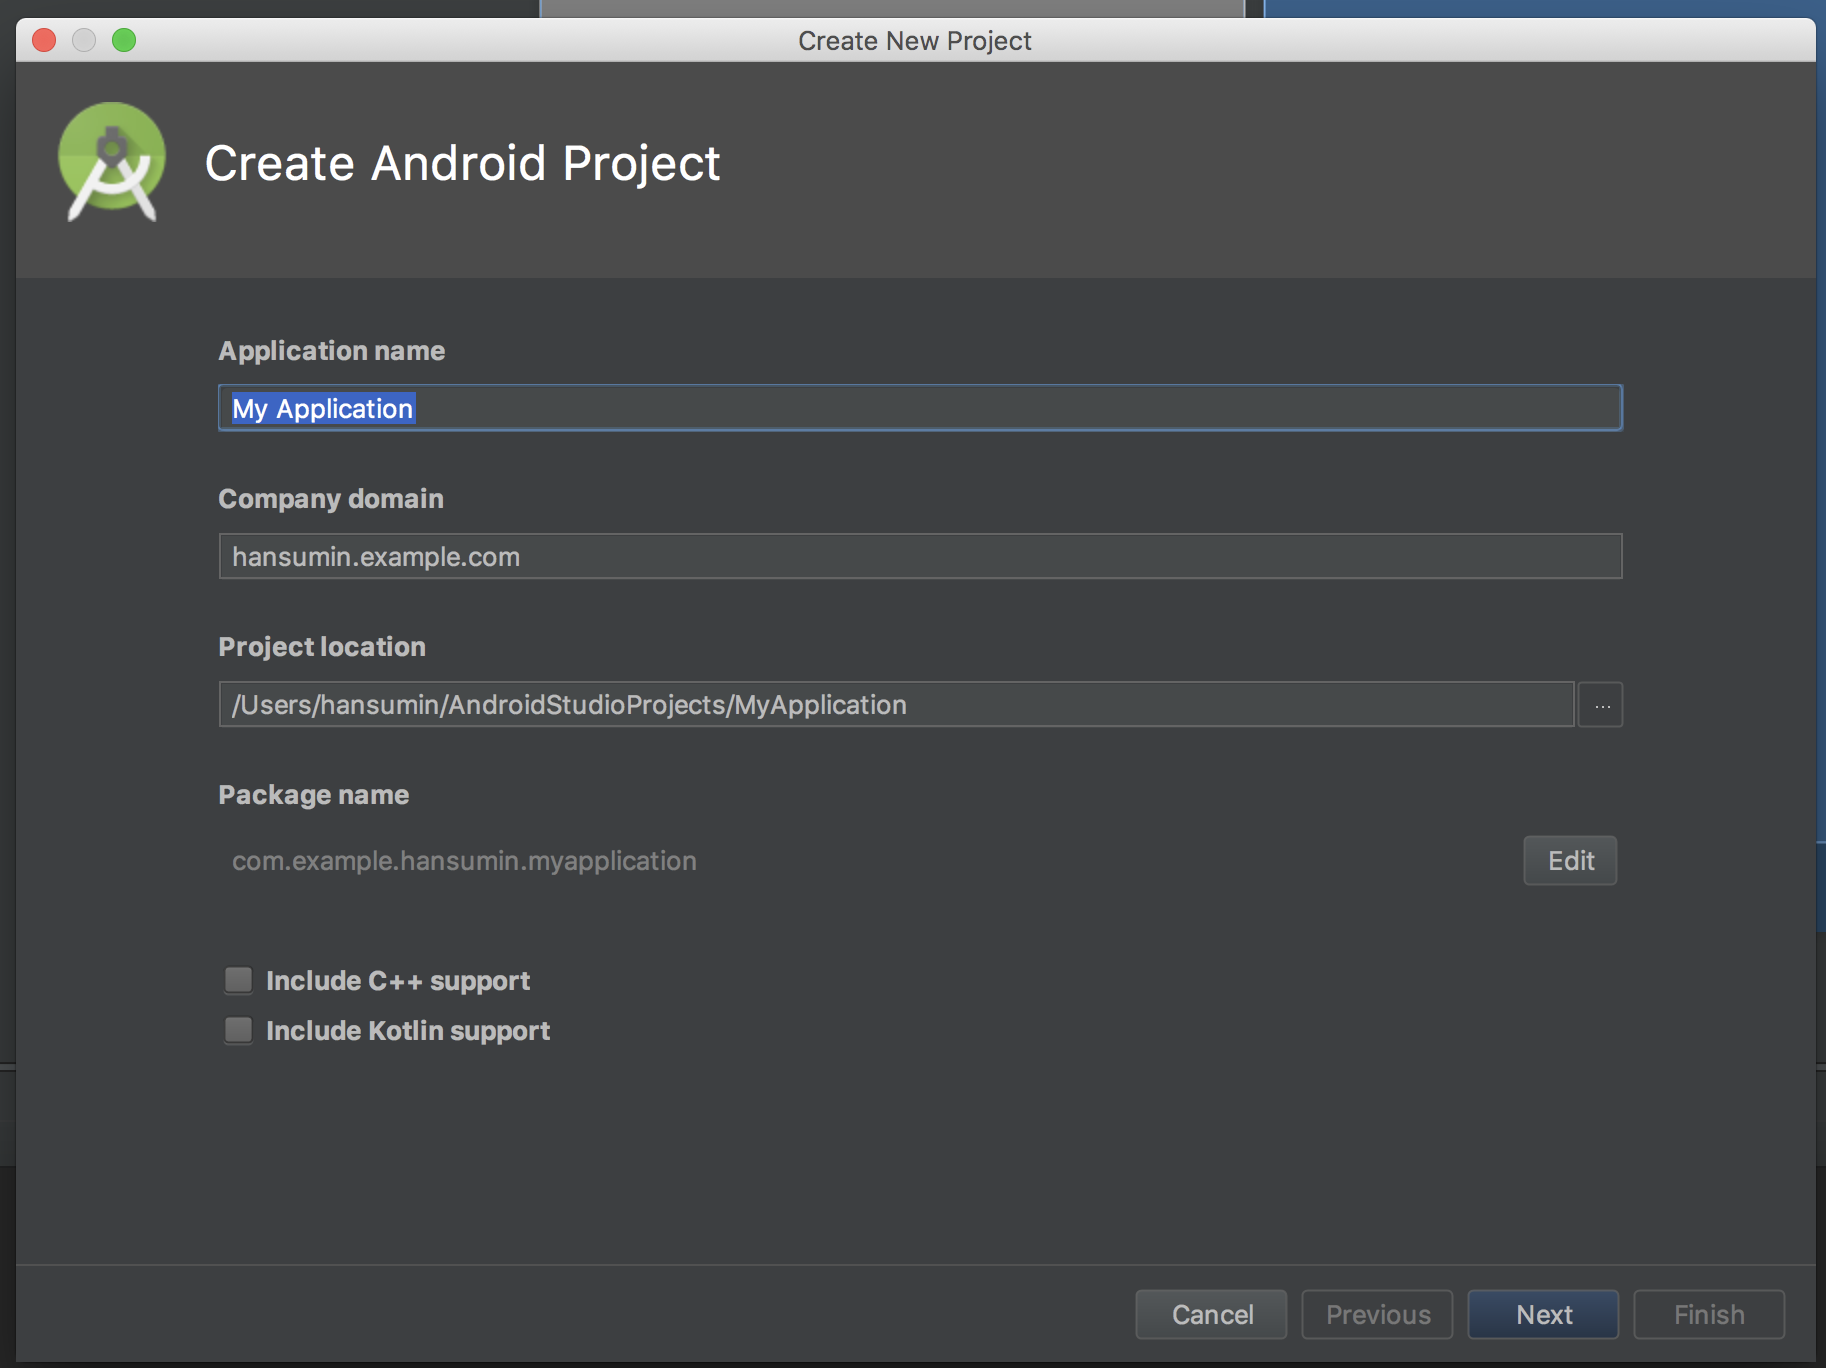 Create New Project
Create Android Project
Application name
My Application
Company domain
hansumin.example.com
Project location
/Users/hansumin/AndroidStudioProjects/MyApplication
...
Package name
com.example.hansumin.myapplication
Edit
Include C++ support
Include Kotlin support
Cancel Previous Next Finish